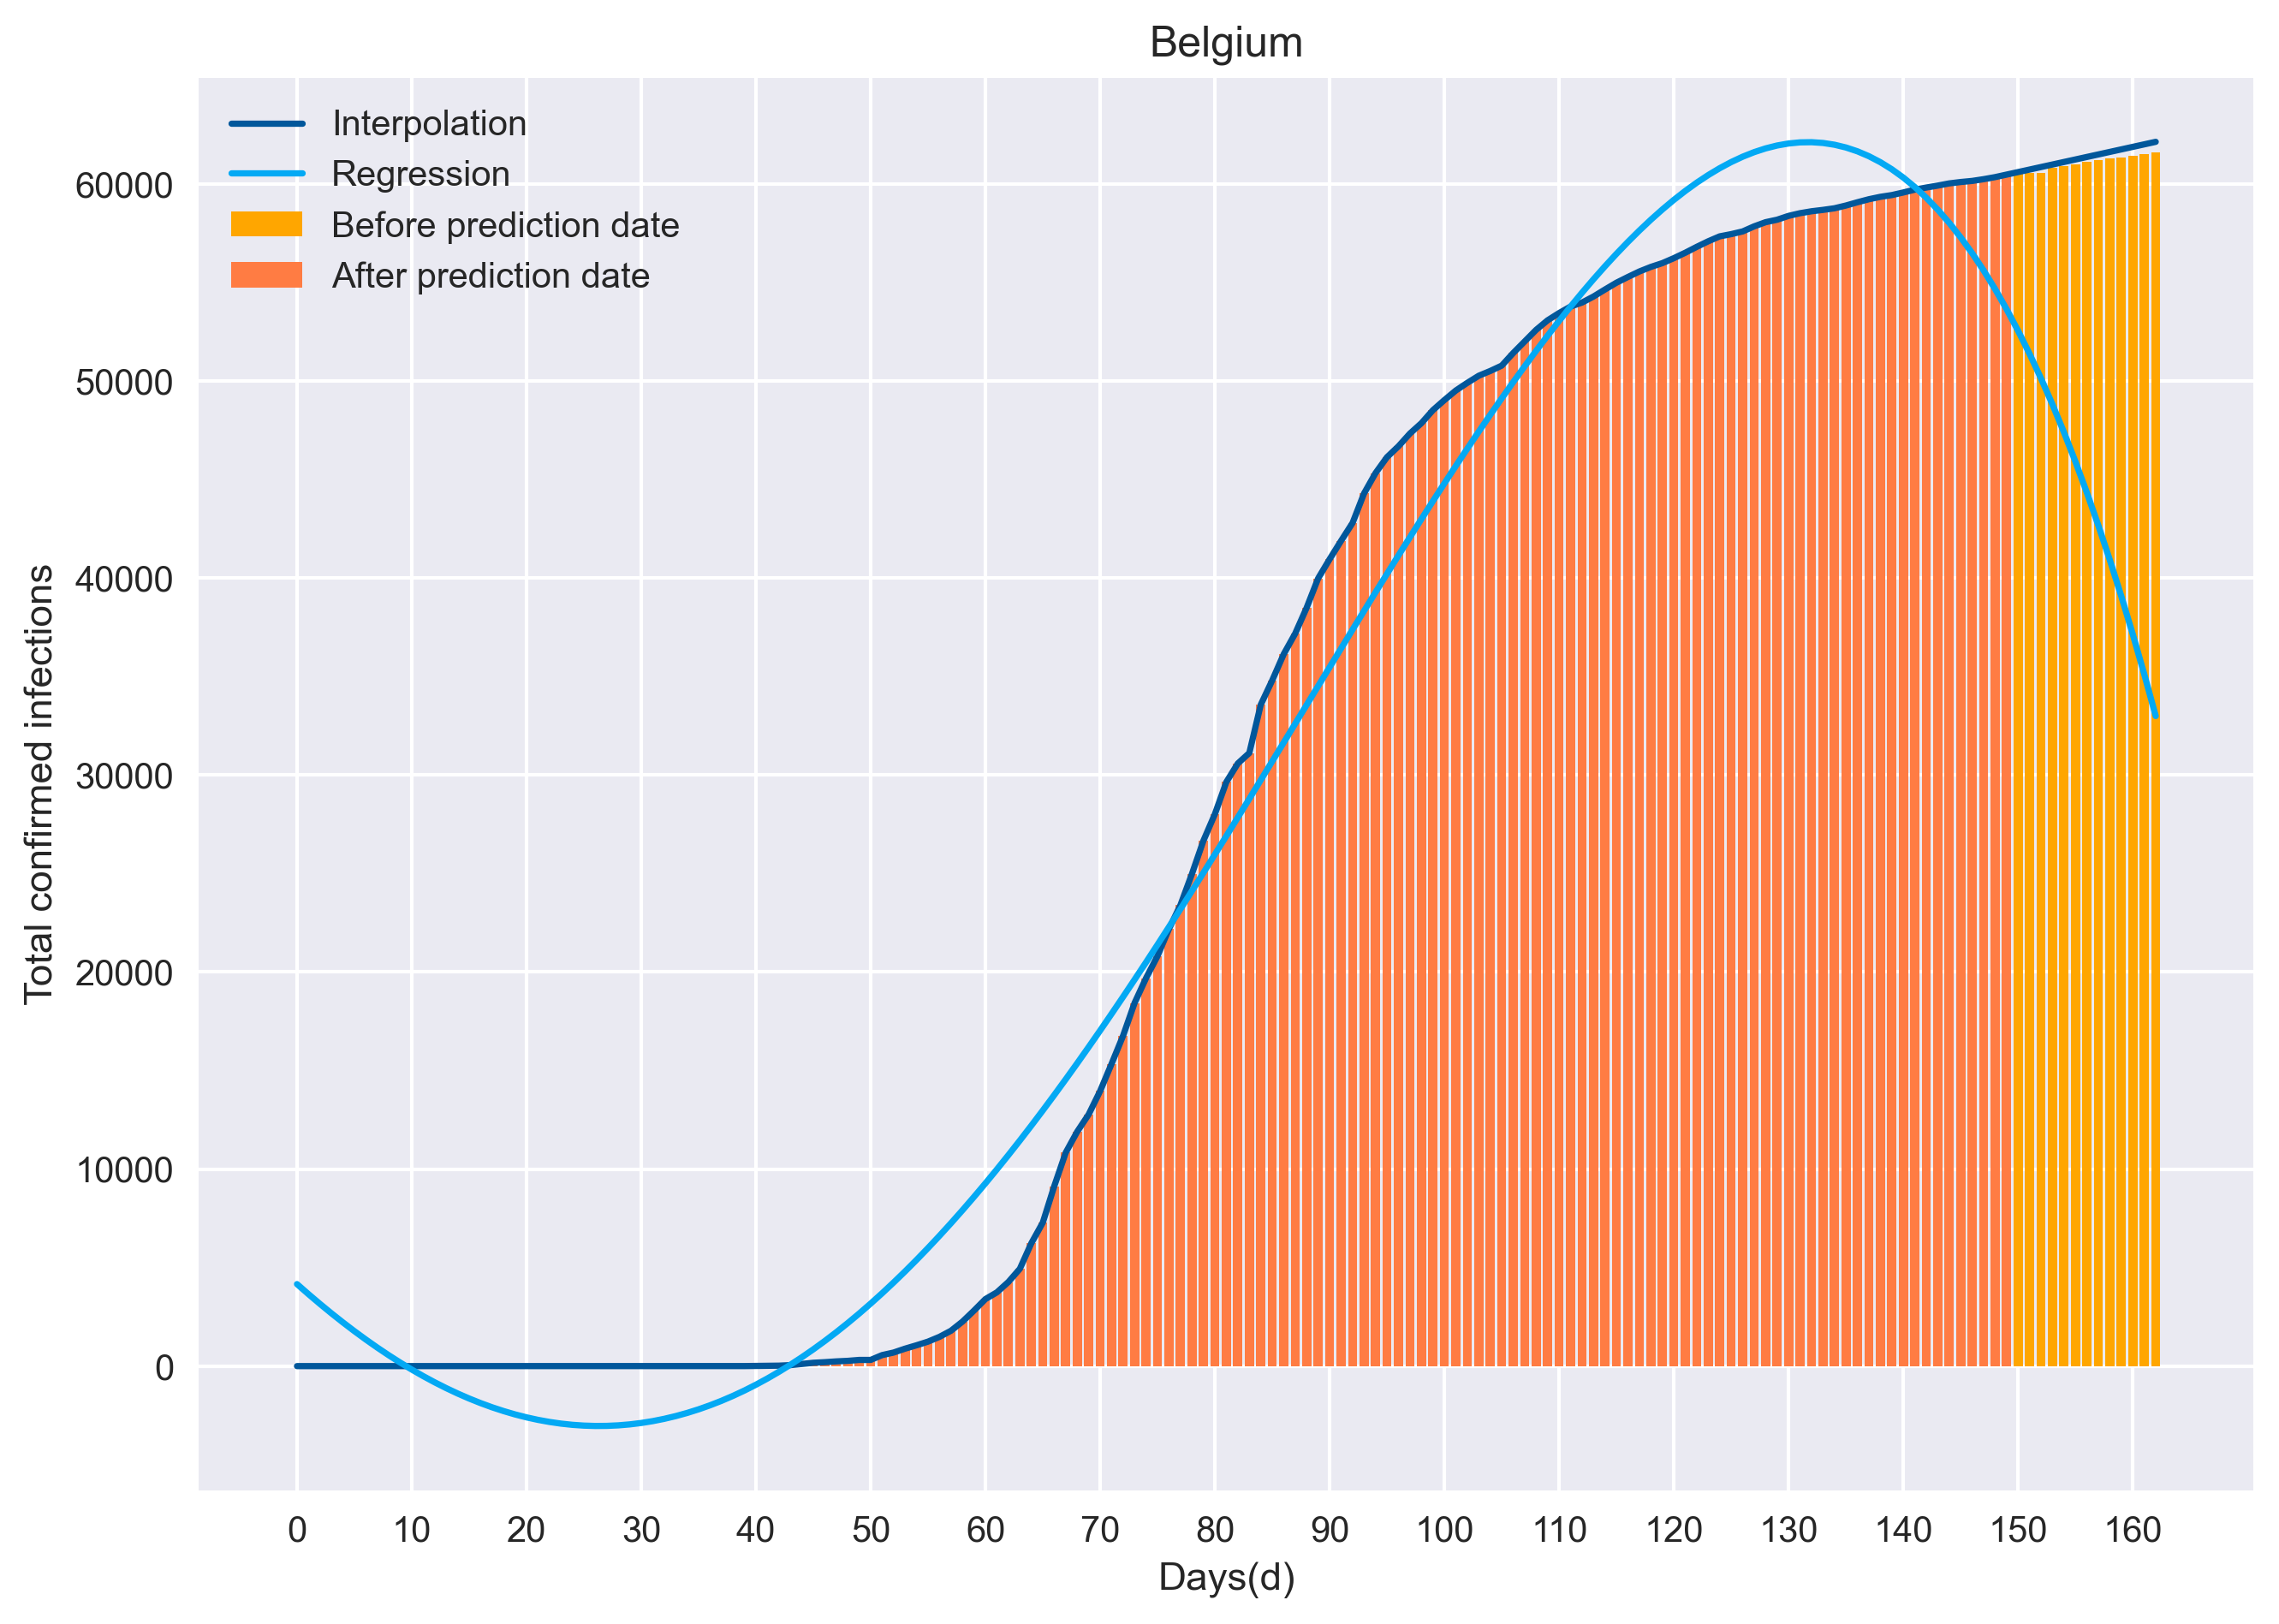 Belgium
Interpolation
Regression
Before prediction date
After prediction date
60000
50000
40000
30000
20000
10000
0
Total confirmed infections
0 10 20 30 40 50 60 70 80 90 100 110 120 130 140 150 160
Days(d)